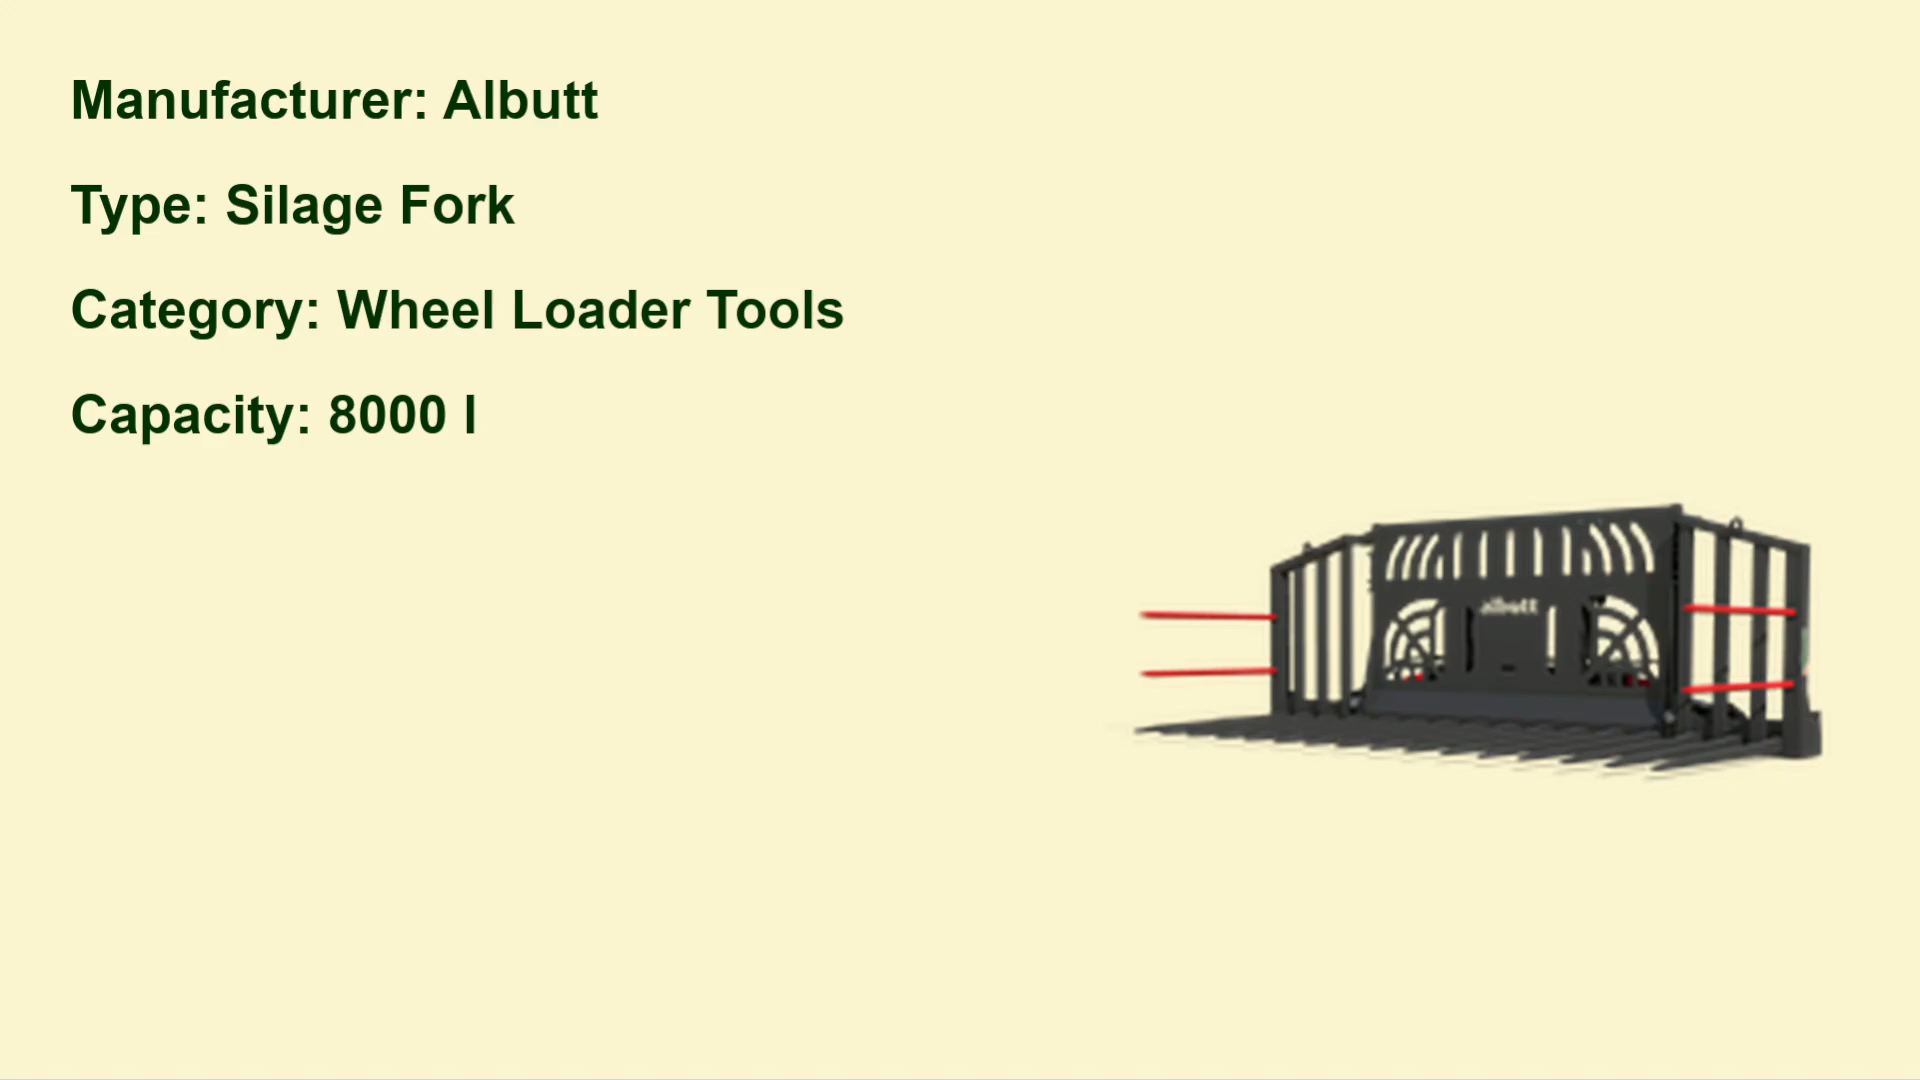 Manufacturer: Albutt
Type: Silage Fork
Category: Wheel Loader Tools
Capacity: 8000 l
albutt